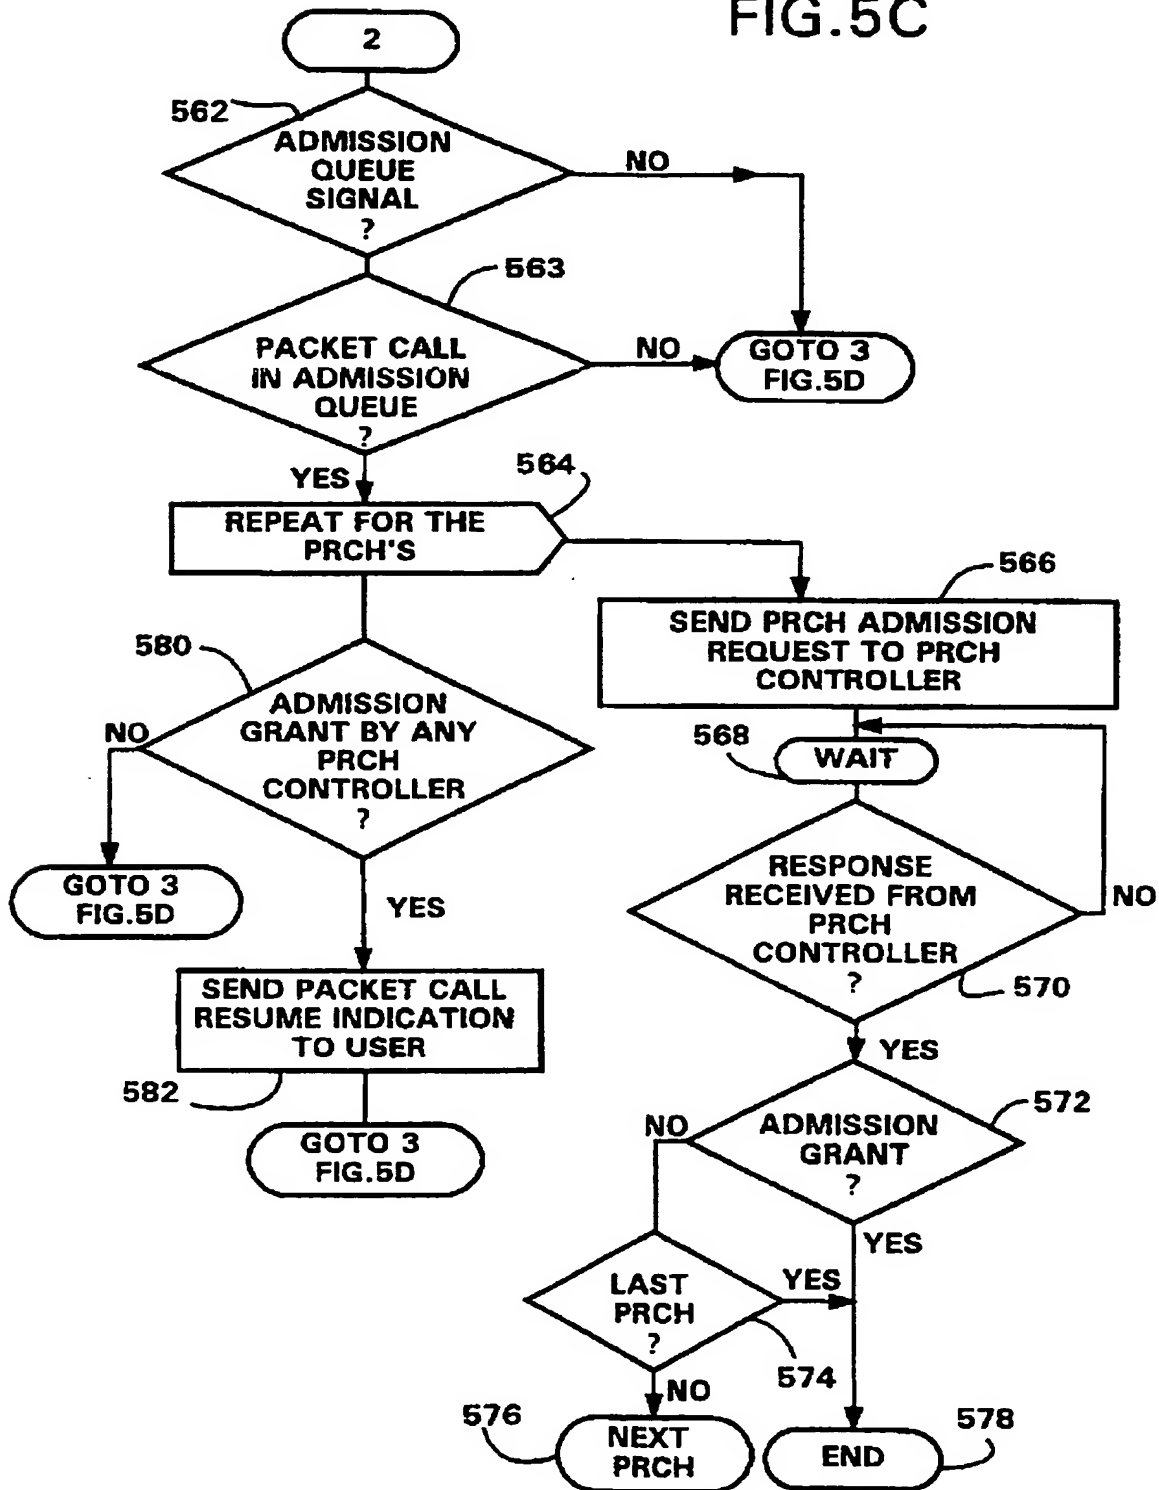 FIG.5C
2
562
ADMISSION
QUEUE
SIGNAL
?
NO
563
PACKET CALL
IN ADMISSION
QUEUE
?
NO
GOTO 3
FIG.5D
YES
564
REPEAT FOR THE
PRCH'S
566
SEND PRCH ADMISSION
REQUEST TO PRCH
CONTROLLER
580
ADMISSION
GRANT BY ANY
PRCH
CONTROLLER
?
NO
GOTO 3
FIG.5D
YES
SEND PACKET CALL
RESUME INDICATION
TO USER
582
GOTO 3
FIG.5D
568
WAIT
RESPONSE
RECEIVED FROM
PRCH
CONTROLLER
?
NO
570
YES
572
ADMISSION
GRANT
?
NO
YES
LAST
PRCH
?
YES
574
NO
576
NEXT
PRCH
END
578